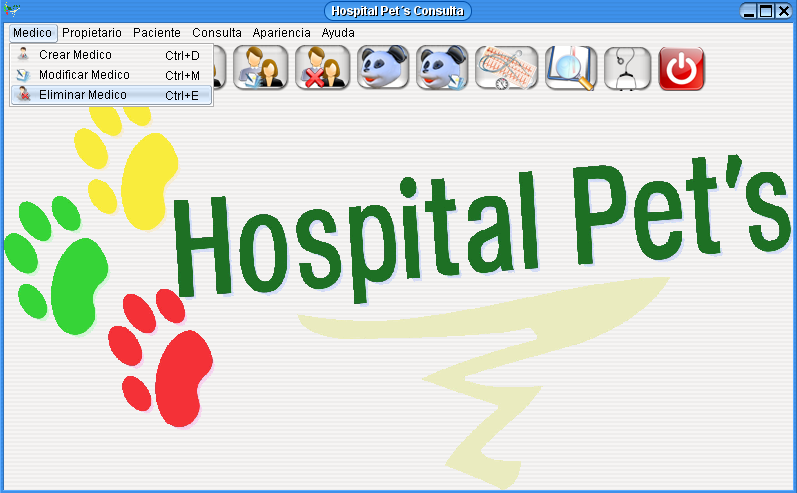 Hospital Pet´s Consulta
Medico Propietario Paciente Consulta Apariencia Ayuda
Crear Medico Ctrl+D
Modificar Medico Ctrl+M
Eliminar Medico Ctrl+E
Hospital Pet's